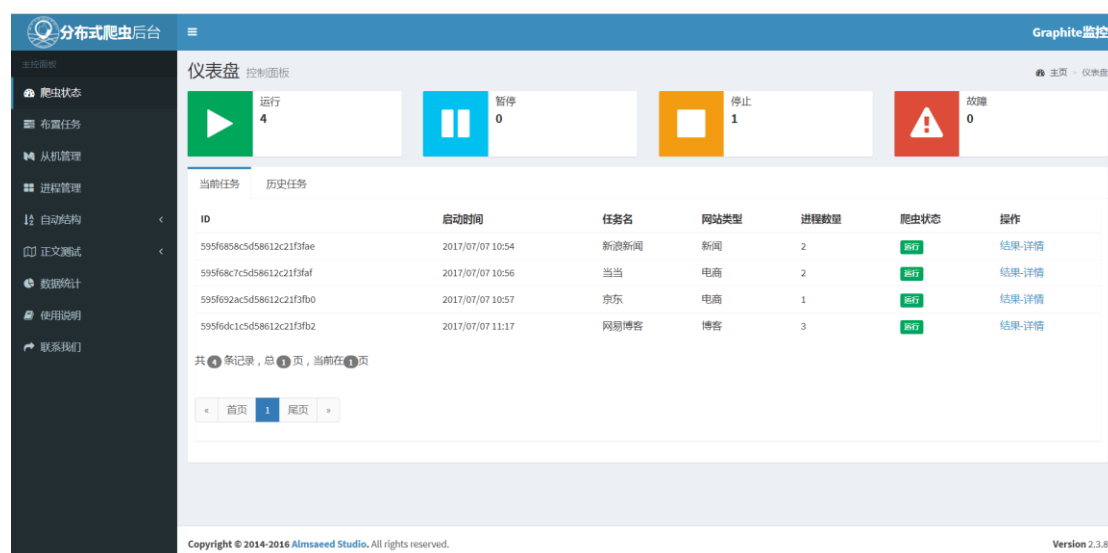 分布式爬虫后台
Graphite监控
主控面板
爬虫状态
布置任务
从机管理
进程管理
自动结构
正文测试
数据统计
使用说明
联系我们
仪表盘 控制面板
主页 > 仪表盘
运行
4
暂停
0
停止
1
故障
0
当前任务 历史任务
ID 启动时间 任务名 网站类型 进程数量 爬虫状态 操作
595f6858c5d58612c21f3fae 2017/07/07 10:54 新浪新闻 新闻 2 运行 结果-详情
595f68c7c5d58612c21f3faf 2017/07/07 10:56 当当 电商 2 运行 结果-详情
595f692ac5d58612c21f3fb0 2017/07/07 10:57 京东 电商 1 运行 结果-详情
595f6dc1c5d58612c21f3fb2 2017/07/07 11:17 网易博客 博客 3 运行 结果-详情
共 4 条记录，总 1 页，当前在 1 页
« 首页 1 尾页 »
Copyright © 2014-2016 Almsaeed Studio. All rights reserved.
Version 2.3.8